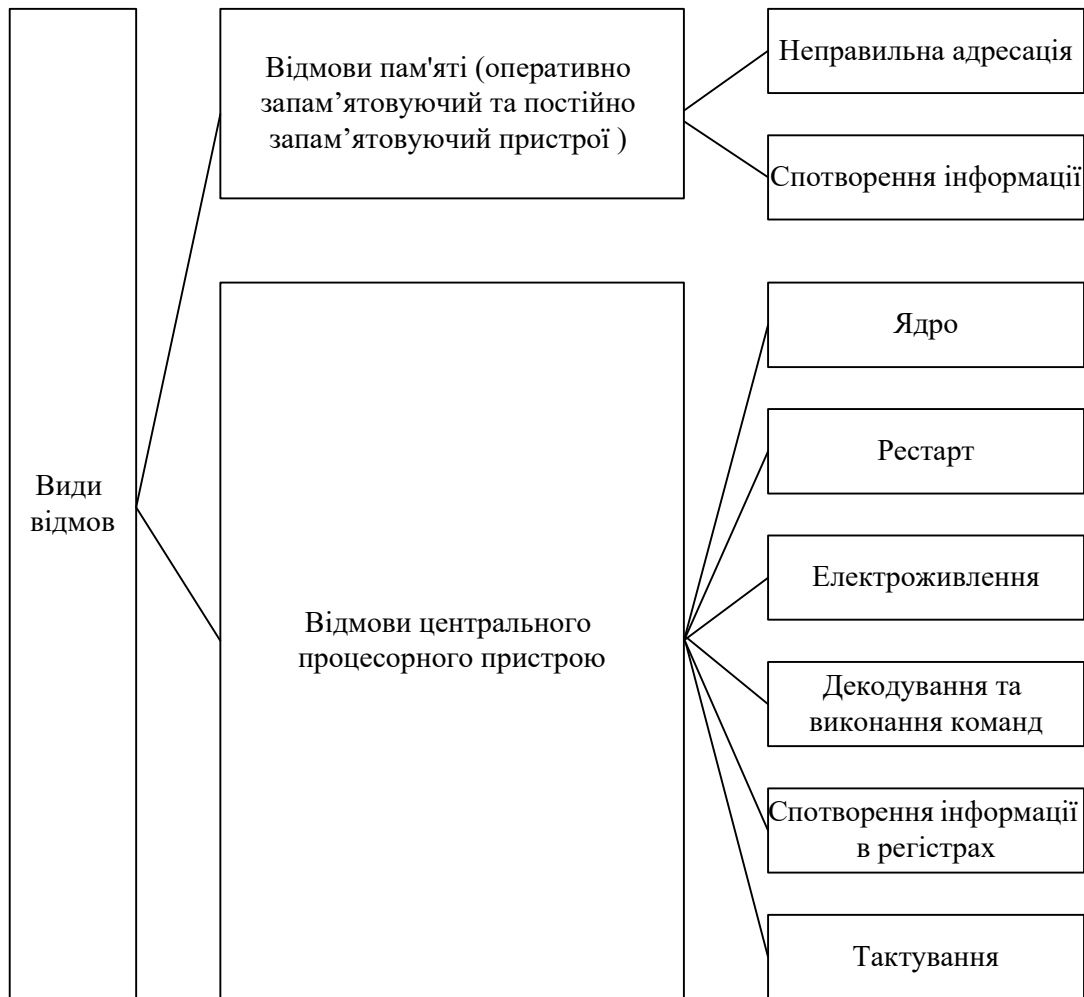 Види
відмов
Відмови пам'яті (оперативно
запам’ятовуючий та постійно
запам’ятовуючий пристрої )
Неправильна адресація
Спотворення інформації
Відмови центрального
процесорного пристрою
Ядро
Рестарт
Електроживлення
Декодування та
виконання команд
Спотворення інформації
в регістрах
Тактування